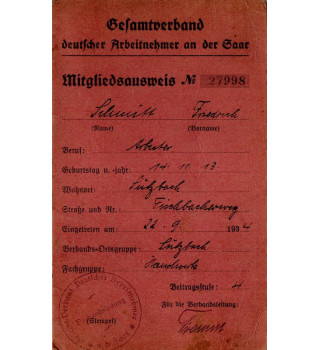 Gesamtverband
deutscher Arbeitnehmer an der Saar
Mitgliedsausweis № 27998
Schmitt Friedrich
(Name) (Vorname)
Beruf: Arbeiter
Geburtstag u. -jahr: 14. 11. 13
Wohnort: Sulzbach
Straße und Nr.: Fischbacherweg
Eingetreten am: 22. 9. 1934
Verbands-Ortsgruppe: Sulzbach
Fachgruppe:
Beitragsstufe: 4
Für die Verbandsleitung:
(Stempel)